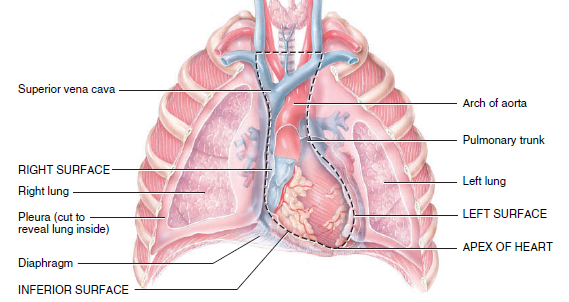 Superior vena cava
Arch of aorta
Pulmonary trunk
RIGHT SURFACE
Right lung
Left lung
Pleura (cut to
reveal lung inside)
LEFT SURFACE
APEX OF HEART
Diaphragm
INFERIOR SURFACE